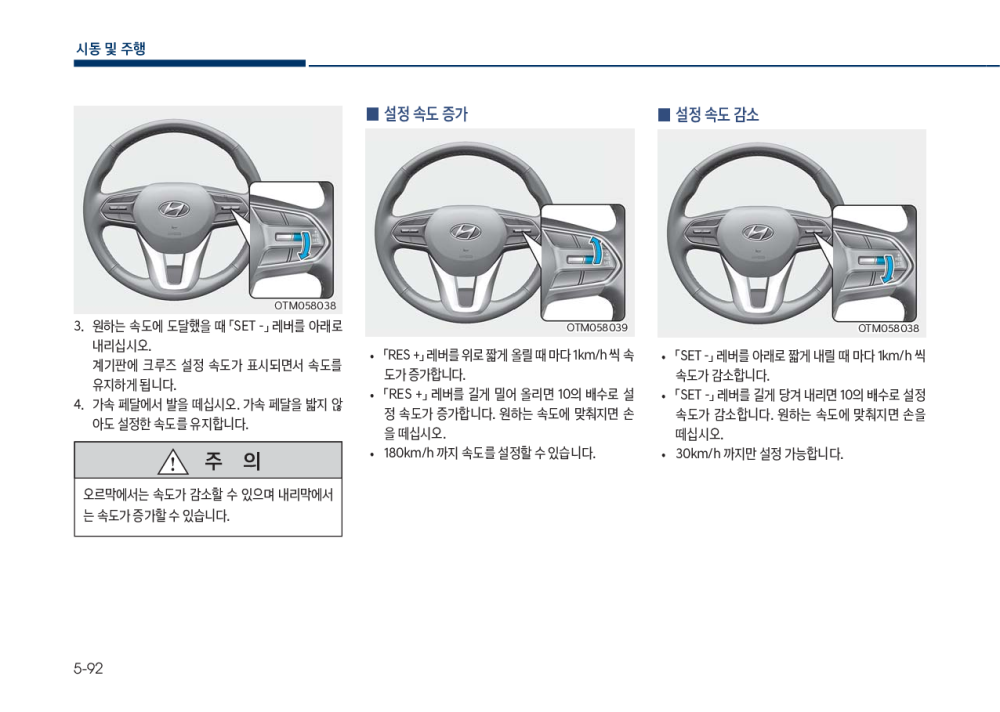 시동 및 주행
OTM058038
3. 원하는 속도에 도달했을 때 「SET -」 레버를 아래로
내리십시오.
계기판에 크루즈 설정 속도가 표시되면서 속도를
유지하게 됩니다.
4. 가속 페달에서 발을 떼십시오. 가속 페달을 밟지 않
아도 설정한 속도를 유지합니다.
주 의
오르막에서는 속도가 감소할 수 있으며 내리막에서
는 속도가 증가할 수 있습니다.
■ 설정 속도 증가
OTM058039
• 「RES +」 레버를 위로 짧게 올릴 때 마다 1km/h 씩 속
도가 증가합니다.
• 「RES +」 레버를 길게 밀어 올리면 10의 배수로 설
정 속도가 증가합니다. 원하는 속도에 맞춰지면 손
을 떼십시오.
• 180km/h 까지 속도를 설정할 수 있습니다.
■ 설정 속도 감소
OTM058038
• 「SET -」 레버를 아래로 짧게 내릴 때 마다 1km/h 씩
속도가 감소합니다.
• 「SET -」 레버를 길게 당겨 내리면 10의 배수로 설정
속도가 감소합니다. 원하는 속도에 맞춰지면 손을
떼십시오.
• 30km/h 까지만 설정 가능합니다.
5-92